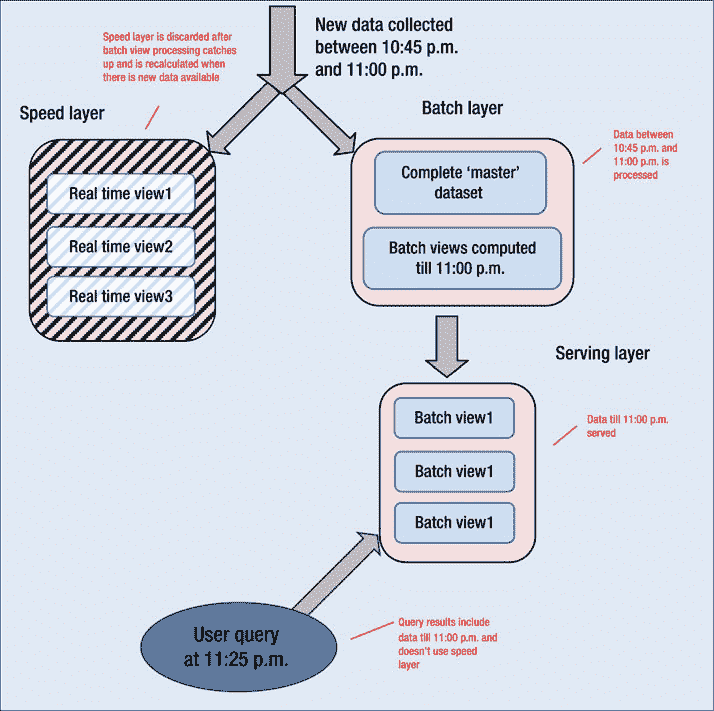 Speed layer is discarded after
batch view processing catches
up and is recalculated when
there is new data available
New data collected
between 10:45 p.m.
and 11:00 p.m.
Speed layer
Real time view1
Real time view2
Real time view3
Batch layer
Complete ‘master’
dataset
Batch views computed
till 11:00 p.m.
Data between
10:45 p.m. and
11:00 p.m. is
processed
Serving layer
Batch view1
Batch view1
Batch view1
Data till 11:00 p.m.
served
User query
at 11:25 p.m.
Query results include
data till 11:00 p.m. and
doesn’t use speed
layer